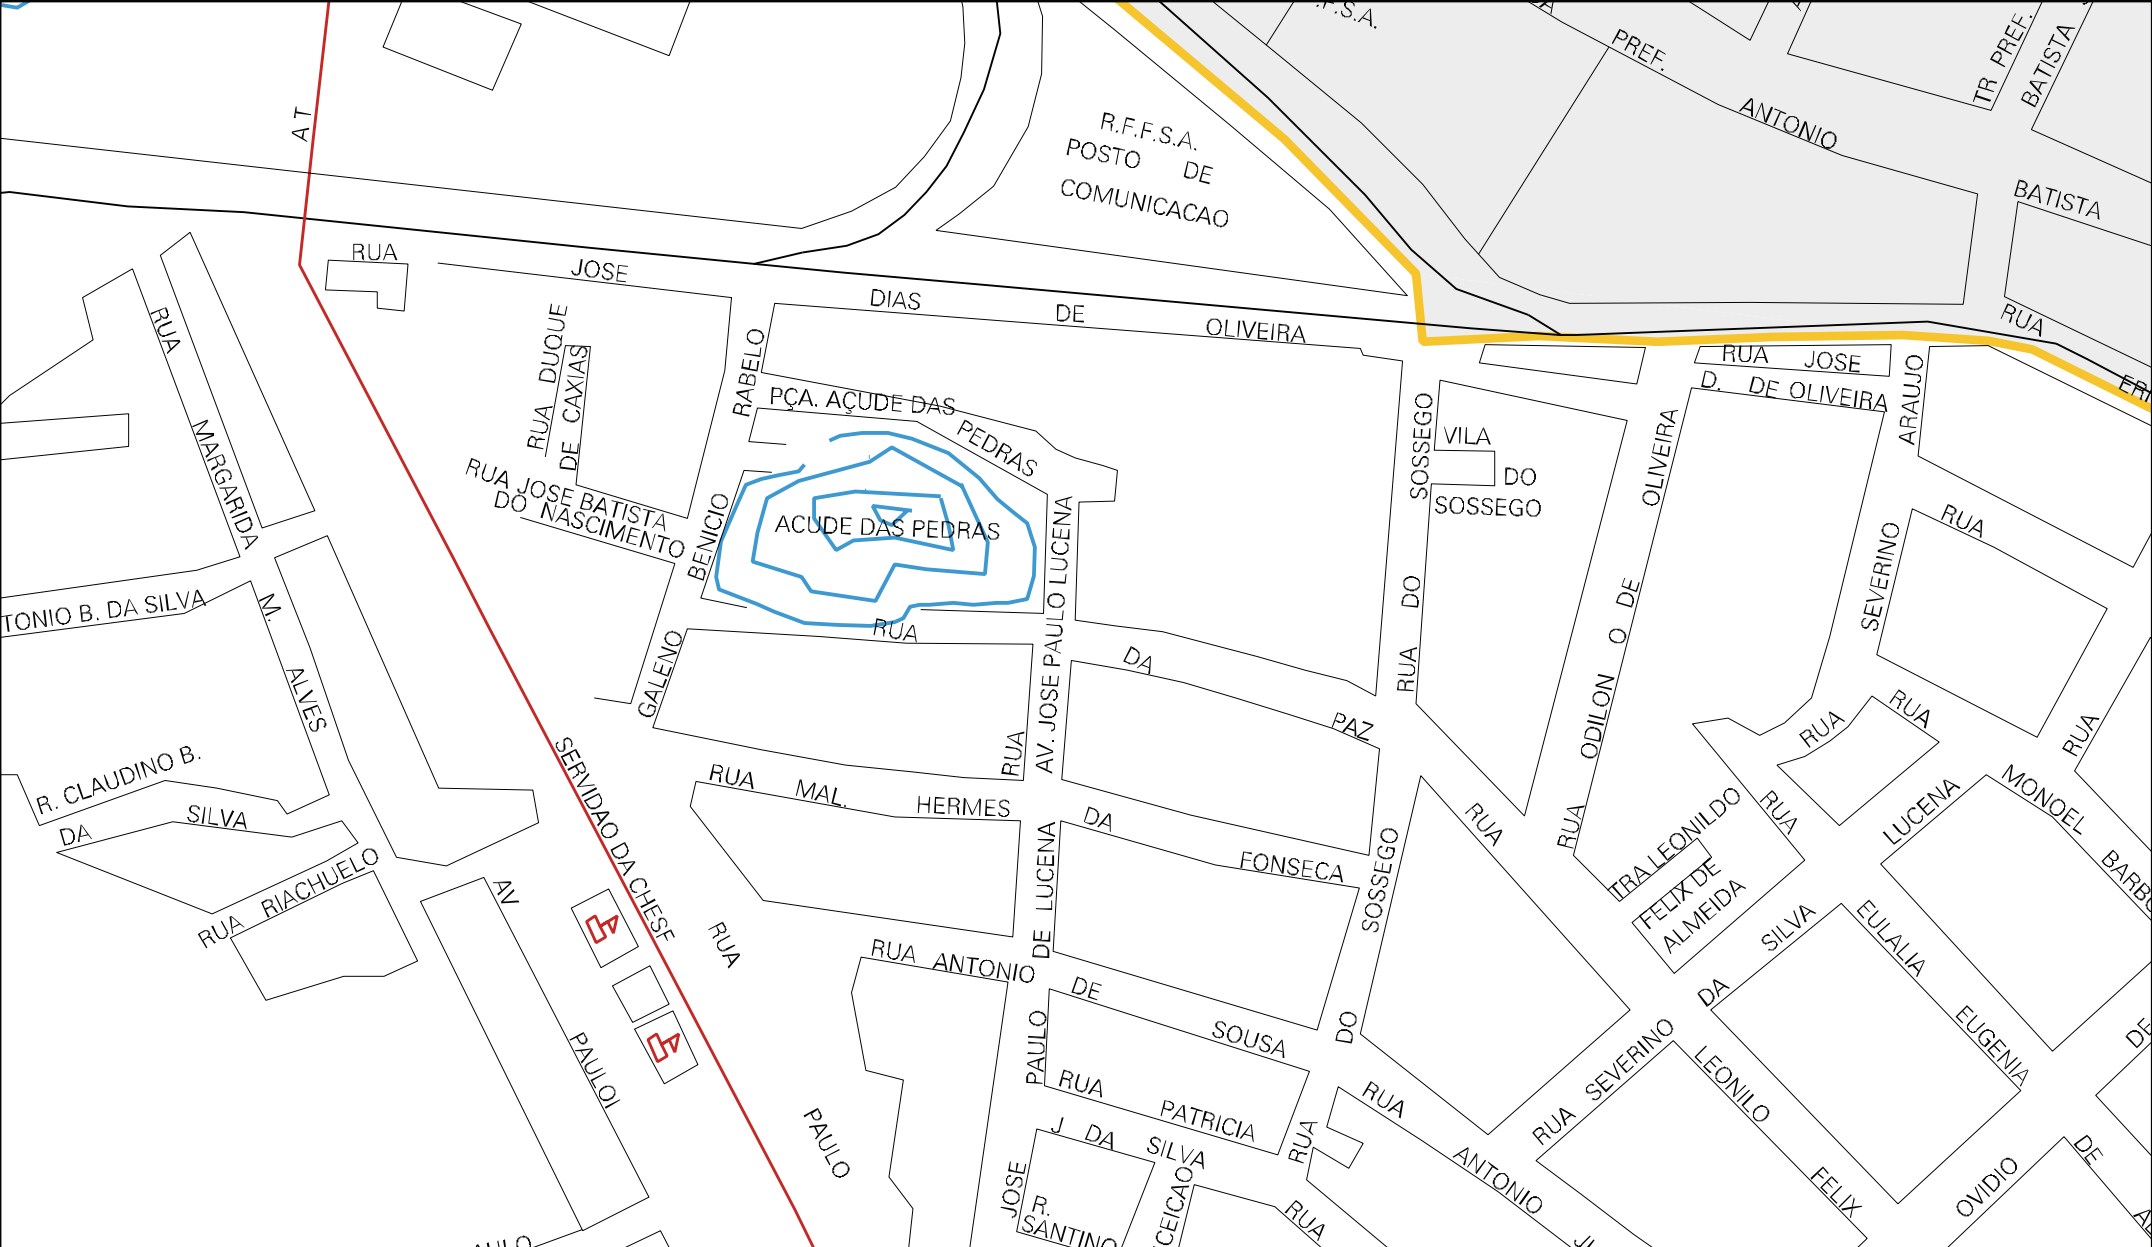 A T
R.F.F.S.A.
POSTO DE
COMUNICACAO
F.S.A.
PREF.
ANTONIO
BATISTA
TR PREF.
BATISTA
RUA
RUA JOSE DIAS DE OLIVEIRA
RUA JOSE
D. DE OLIVEIRA
ARAUJO
SEVERINO
RUA MARGARIDA
M. ALVES
TONIO B. DA SILVA
R. CLAUDINO B.
DA SILVA
RUA RIACHUELO
RUA DUQUE
DE CAXIAS
RUA JOSE BATISTA
DO NASCIMENTO
RABELO
BENICIO
GALENO
PÇA. AÇUDE DAS
PEDRAS
ACUDE DAS PEDRAS
RUA DA PAZ
AV. JOSE PAULO LUCENA
RUA
SOSSEGO
DO
RUA
VILA
DO
SOSSEGO
OLIVEIRA
DE
O
ODILON
RUA
RUA
RUA
RUA
RUA
RUA MAL. HERMES
DA FONSECA
SERVIDAO DA CHESF
AV PAULOI
RUA PAULO
RUA ANTONIO
DE SOUSA
LUCENA
DE
PAULO
JOSE
SOSSEGO
DO
RUA
RUA
RUA
TRA LEONILDO
FELIX DE
ALMEIDA
LUCENA
SILVA
DA
SEVERINO
RUA
MONOEL
EULALIA
EUGENIA
LEONILO
FELIX
RUA
PATRICIA
J DA SILVA
R.
SANTINO
CEICAO
RUA
RUA ANTONIO
OVIDIO
DE
DE